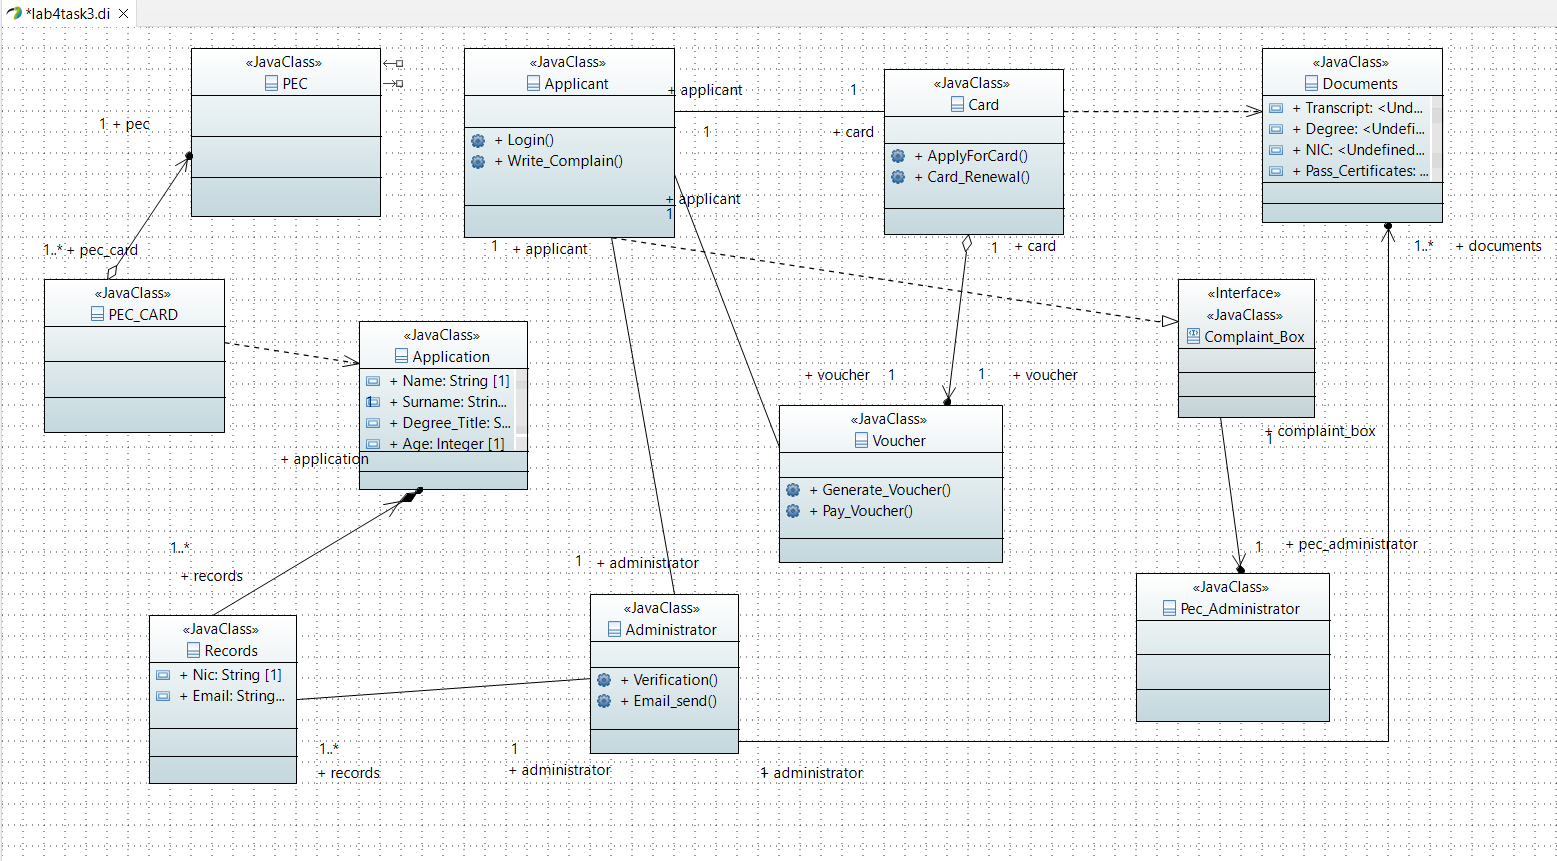 *lab4task3.di
«JavaClass»
PEC
1 + pec
1..* + pec_card
«JavaClass»
PEC_CARD
«JavaClass»
Applicant
+ Login()
+ Write_Complain()
+ applicant
1
1
+ card
+ applicant
1
1
+ applicant
«JavaClass»
Card
+ ApplyForCard()
+ Card_Renewal()
1 + card
«JavaClass»
Documents
+ Transcript: <Und...
+ Degree: <Undefi...
+ NIC: <Undefined...
+ Pass_Certificates: ...
1..* + documents
«Interface»
«JavaClass»
Complaint_Box
+ complaint_box
1
«JavaClass»
Application
+ Name: String [1]
+ Surname: Strin...
+ Degree_Title: S...
+ Age: Integer [1]
1
+ application
+ voucher 1
1 + voucher
«JavaClass»
Voucher
+ Generate_Voucher()
+ Pay_Voucher()
1 + pec_administrator
«JavaClass»
Pec_Administrator
1..*
+ records
«JavaClass»
Records
+ Nic: String [1]
+ Email: String...
1..*
+ records
1 + administrator
«JavaClass»
Administrator
+ Verification()
+ Email_send()
1
+ administrator
1
+ administrator